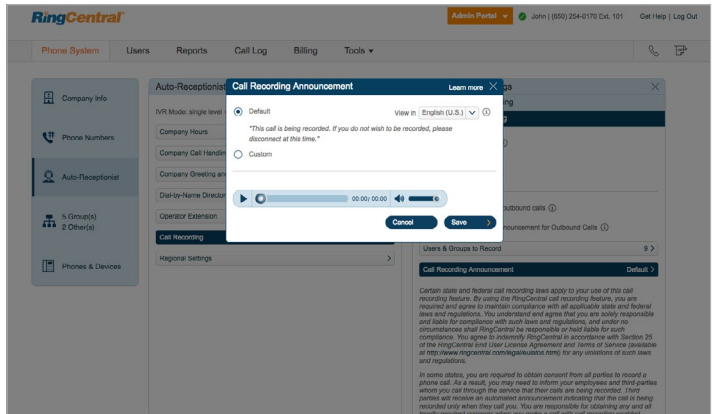 RingCentral
Admin Portal
John | (650) 254-0170 Ext. 101
Get Help | Log Out
Phone System
Users
Reports
Call Log
Billing
Tools
Company Info
Phone Numbers
Auto-Receptionist
5 Group(s)
2 Other(s)
Phones & Devices
Auto-Receptionist
IVR Mode: single level
Company Hours
Company Call Handlin
Company Greeting an
Dial-by-Name Director
Operator Extension
Call Recording
Regional Settings
Call Recording Announcement
Learn more
Default
View in English (U.S.)
"This call is being recorded. If you do not wish to be recorded, please
disconnect at this time."
Custom
00:00/ 00:00
Cancel
Save
outbound calls
nouncement for Outbound Calls
Users & Groups to Record 9
Call Recording Announcement Default
Certain state and federal call recording laws apply to your use of this call
recording feature. By using the RingCentral call recording feature, you are
required and agree to maintain compliance with all applicable state and federal
laws and regulations. You understand and agree that you are solely responsible
and liable for compliance with such laws and regulations, and under no
circumstances shall RingCentral be responsible or held liable for such
compliance. You agree to indemnify RingCentral in accordance with Section 25
of the RingCentral End User License Agreement and Terms of Service (available
at http://www.ringcentral.com/legal/eulatos.html) for any violations of such laws
and regulations.
In some states, you are required to obtain consent from all parties to record a
phone call. As a result, you may need to inform your employees and third-parties
whom you call through the service that their calls are being recorded. Third
parties will receive an automated announcement indicating that the call is being
recorded only when they call you. You are responsible for obtaining any and all